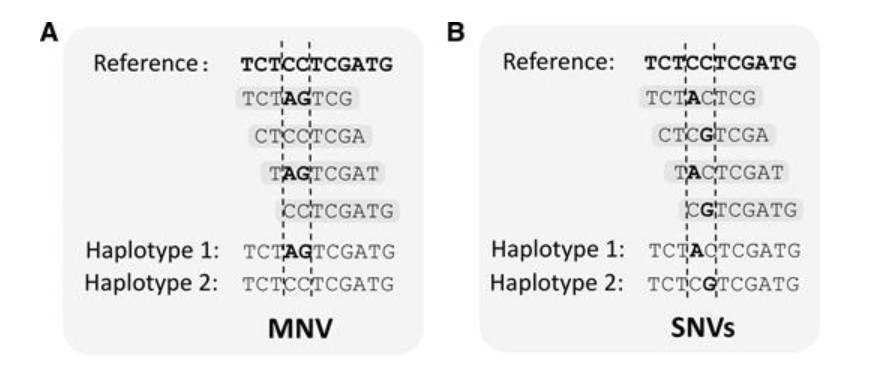 A
Reference: TCTCCTCGATG
TCTAGTCG
CTCCTCGA
TAGTCGAT
CCTCGATG
Haplotype 1: TCTAGTCGATG
Haplotype 2: TCTCCTCGATG
MNV
B
Reference: TCTCCTCGATG
TCTACTCG
CTCGTCGA
TACTCGAT
CGTCGATG
Haplotype 1: TCTACTCGATG
Haplotype 2: TCTCGTCGATG
SNVs